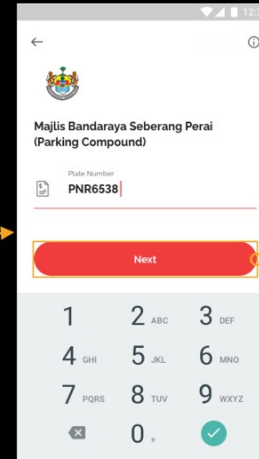 Majlis Bandaraya Seberang Perai
(Parking Compound)
Plate Number
PNR6538
Next
1 2 ABC 3 DEF
4 GHI 5 JKL 6 MNO
7 PQRS 8 TUV 9 WXYZ
0 +